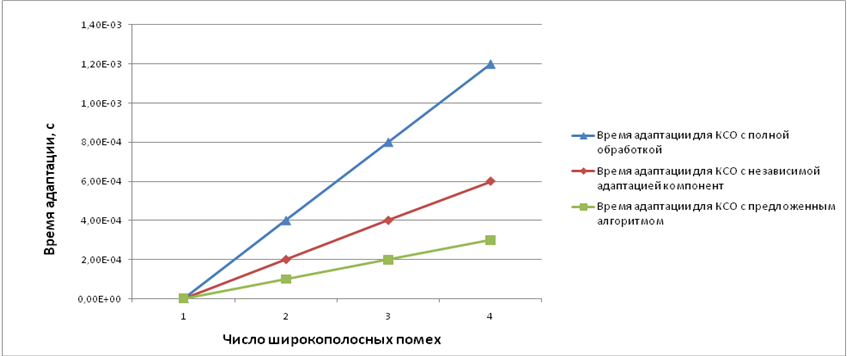 1,40E-03
1,20E-03
1,00E-03
8,00E-04
6,00E-04
4,00E-04
2,00E-04
0,00E+00
1 2 3 4
Время адаптации, с
Число широкополосных помех
Время адаптации для КСО с полной
обработкой
Время адаптации для КСО с независимой
адаптацией компонент
Время адаптации для КСО с предложенным
алгоритмом